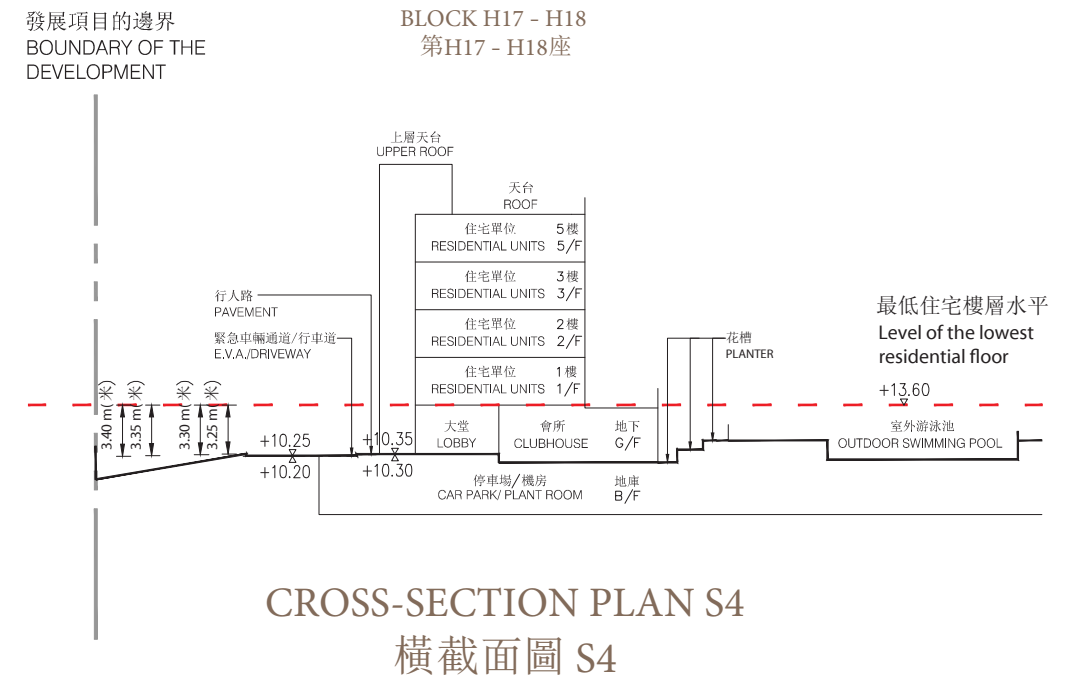 發展項目的邊界
BOUNDARY OF THE
DEVELOPMENT
BLOCK H17 - H18
第H17 - H18座
上層天台
UPPER ROOF
天台
ROOF
住宅單位 5樓
RESIDENTIAL UNITS 5/F
住宅單位 3樓
RESIDENTIAL UNITS 3/F
住宅單位 2樓
RESIDENTIAL UNITS 2/F
住宅單位 1樓
RESIDENTIAL UNITS 1/F
行人路
PAVEMENT
緊急車輛通道/行車道
E.V.A./DRIVEWAY
花槽
PLANTER
最低住宅樓層水平
Level of the lowest
residential floor
+13.60
3.40 m(米)
3.35 m(米)
3.30 m(米)
3.25 m(米)
+10.25
+10.20
+10.35
+10.30
大堂
LOBBY
會所 地下
CLUBHOUSE G/F
停車場/機房 地庫
CAR PARK/ PLANT ROOM B/F
室外游泳池
OUTDOOR SWIMMING POOL
CROSS-SECTION PLAN S4
橫截面圖 S4